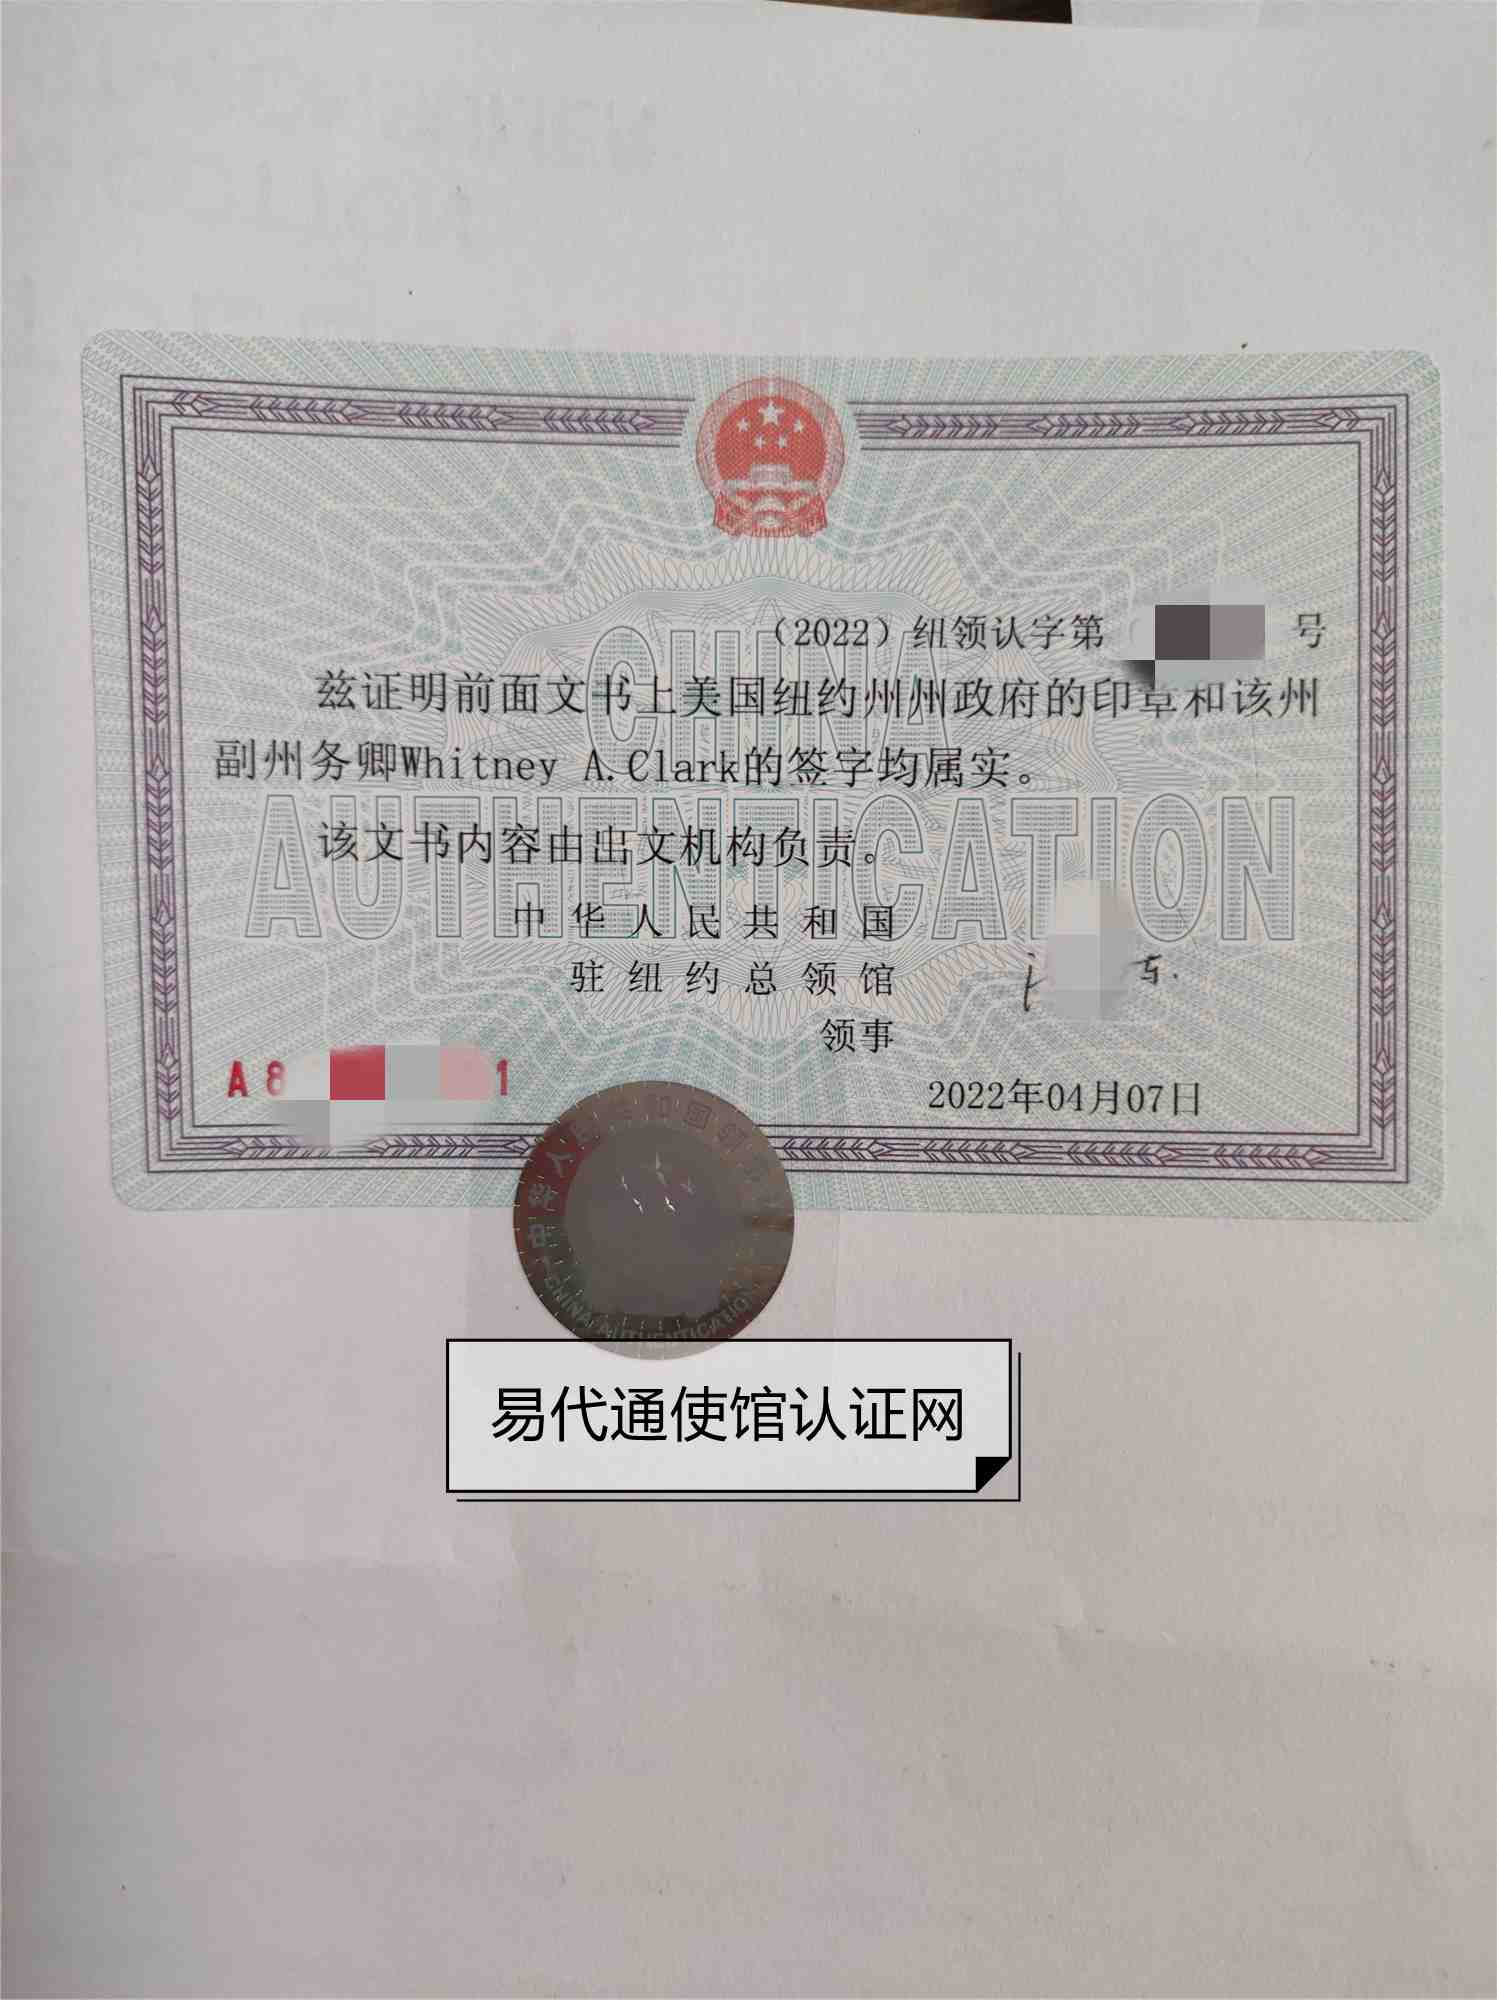 （2022）纽领认字第 号
兹证明前面文书上美国纽约州州政府的印章和该州
副州务卿Whitney A.Clark的签字均属实。
该文书内容由出文机构负责。
CHINA
AUTHENTICATION
中华人民共和国
驻纽约总领馆
领事
A8 1
2022年04月07日
CHINA AUTHENTICATION
易代通使馆认证网